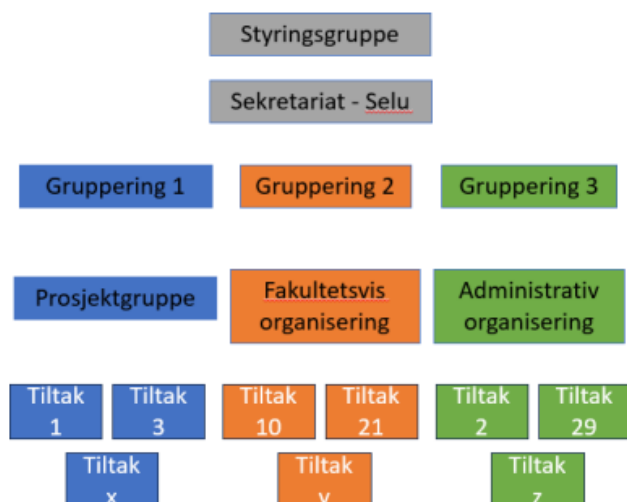 Styringsgruppe
Sekretariat - Selu
Gruppering 1
Gruppering 2
Gruppering 3
Prosjektgruppe
Fakultetsvis
organisering
Administrativ
organisering
Tiltak
1
Tiltak
3
Tiltak
10
Tiltak
21
Tiltak
2
Tiltak
29
Tiltak
x
Tiltak
y
Tiltak
z